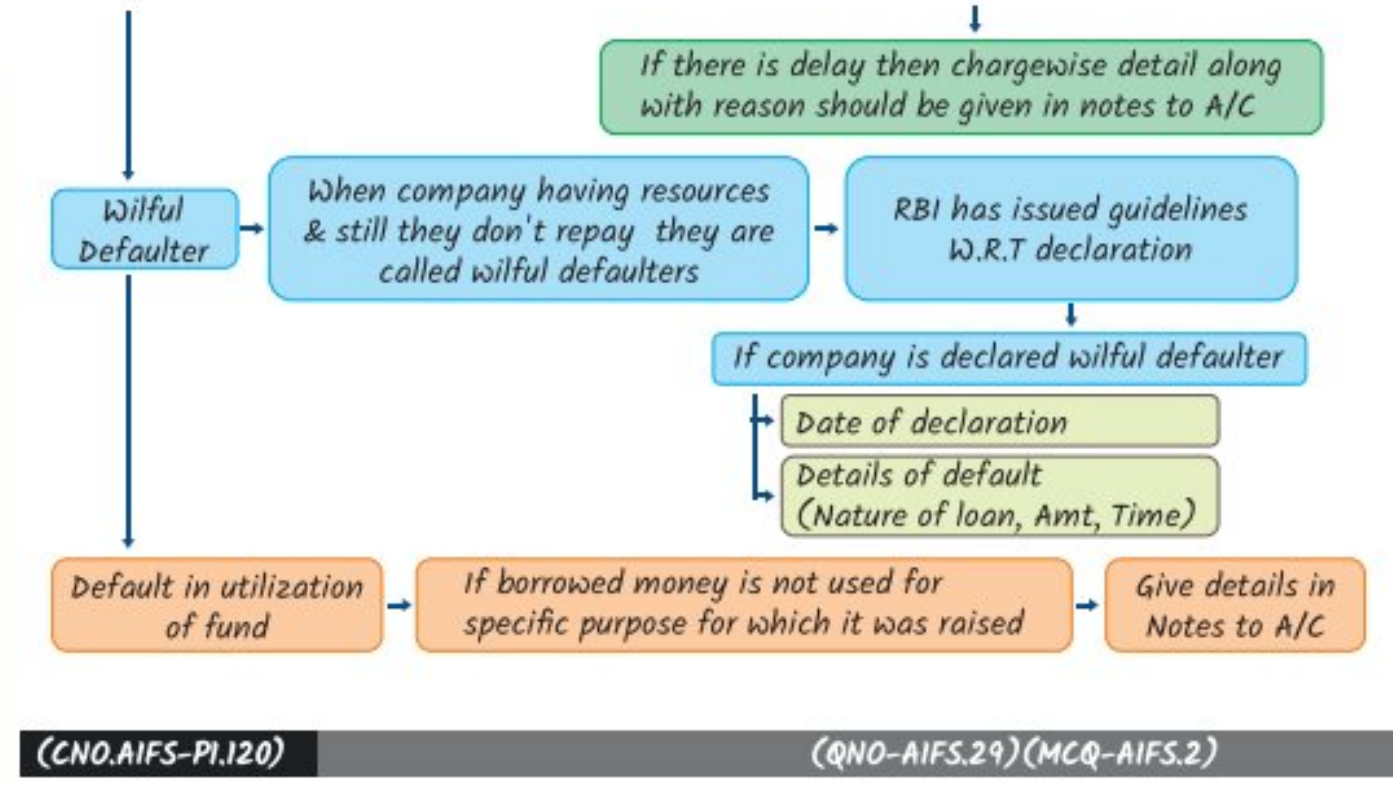 If there is delay then chargewise detail along
with reason should be given in notes to A/C
Wilful
Defaulter
When company having resources
& still they don't repay they are
called wilful defaulters
RBI has issued guidelines
W.R.T declaration
If company is declared wilful defaulter
Date of declaration
Details of default
(Nature of loan, Amt, Time)
Default in utilization
of fund
If borrowed money is not used for
specific purpose for which it was raised
Give details in
Notes to A/C
(CNO.AIFS-P1.120)
(QNO-AIFS.29)(MCQ-AIFS.2)